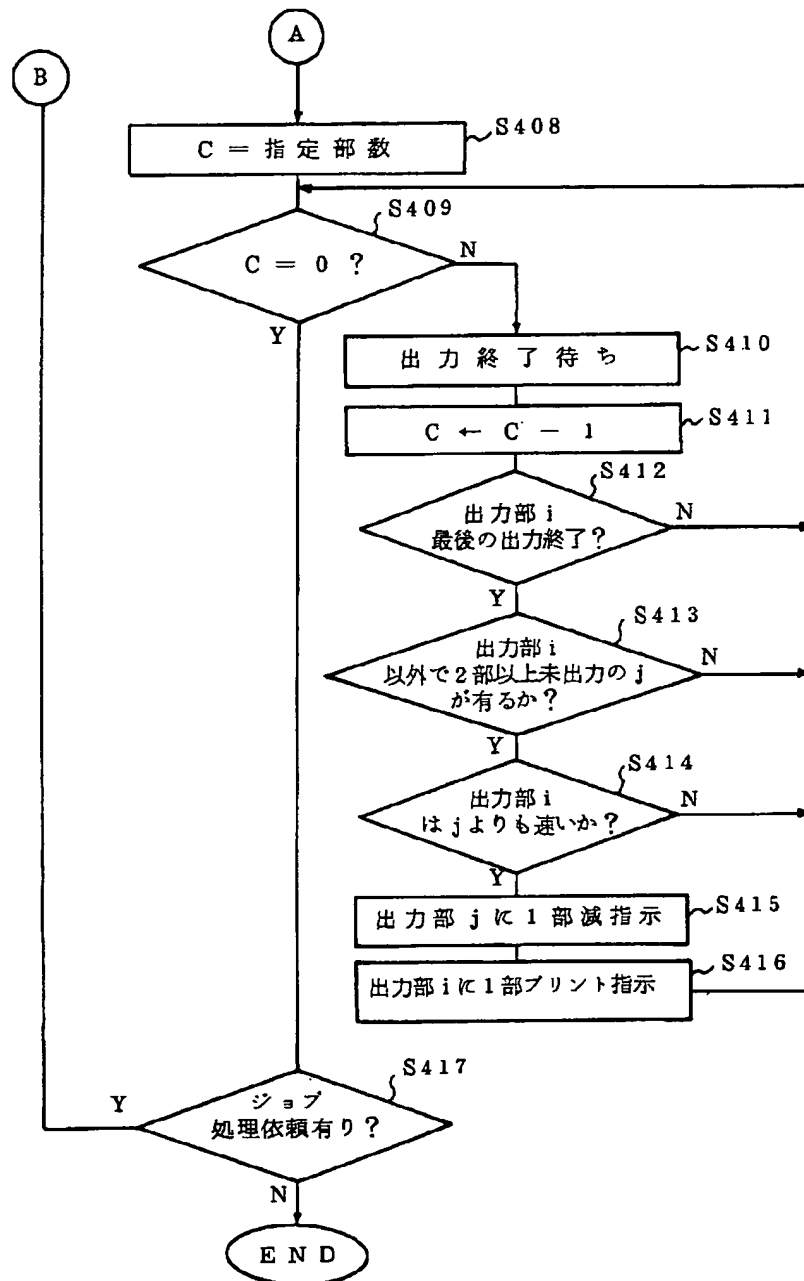 A
B
S408
C = 指定部数
S409
C = 0 ?
N
Y
S410
出力終了待ち
S411
C ← C - 1
S412
出力部 i
最後の出力終了?
N
Y
S413
出力部 i
以外で2部以上未出力の j
が有るか?
N
Y
S414
出力部 i
は j よりも速いか?
N
Y
S415
出力部 j に1部減指示
S416
出力部 i に1部プリント指示
S417
ジョブ
処理依頼有り?
Y
N
END